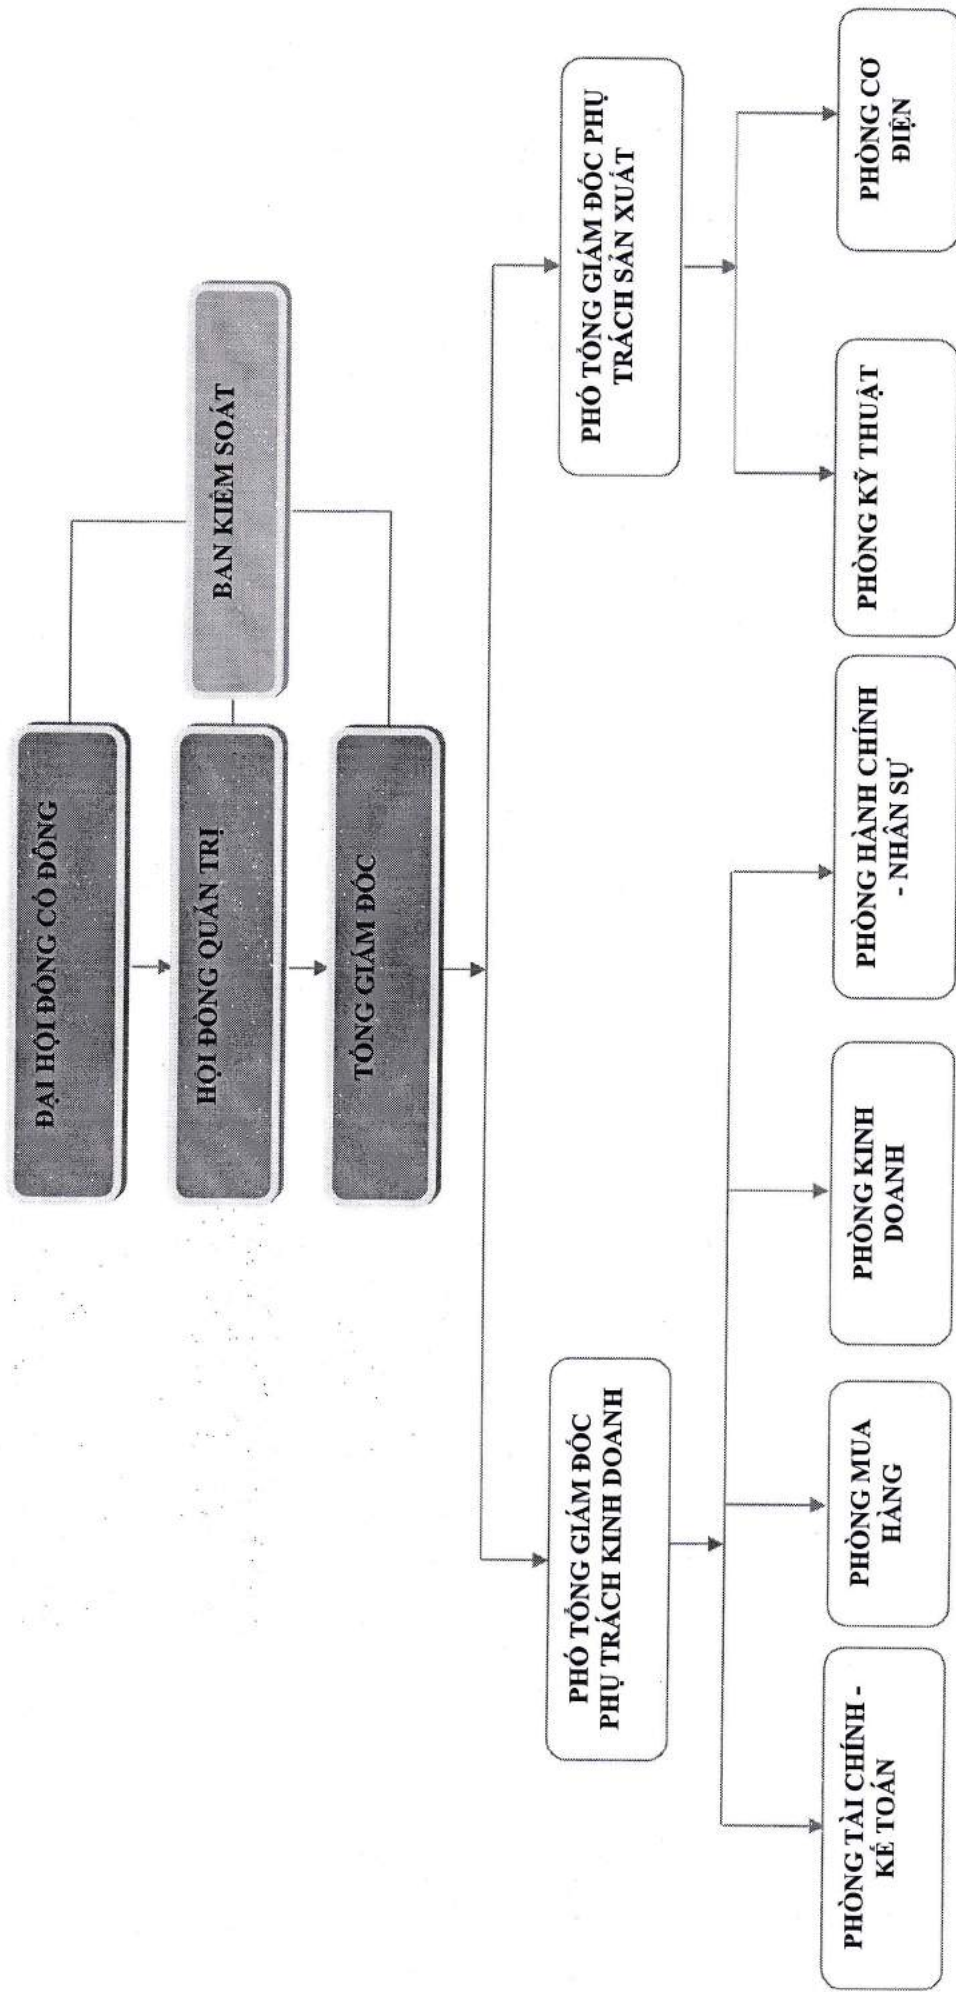 ĐẠI HỘI ĐỒNG CỔ ĐÔNG
BAN KIỂM SOÁT
HỘI ĐỒNG QUẢN TRỊ
TỔNG GIÁM ĐỐC
PHÓ TỔNG GIÁM ĐỐC
PHỤ TRÁCH KINH DOANH
PHÓ TỔNG GIÁM ĐỐC PHỤ
TRÁCH SẢN XUẤT
PHÒNG TÀI CHÍNH -
KẾ TOÁN
PHÒNG MUA
HÀNG
PHÒNG KINH
DOANH
PHÒNG HÀNH CHÍNH
- NHÂN SỰ
PHÒNG KỸ THUẬT
PHÒNG CƠ
ĐIỆN